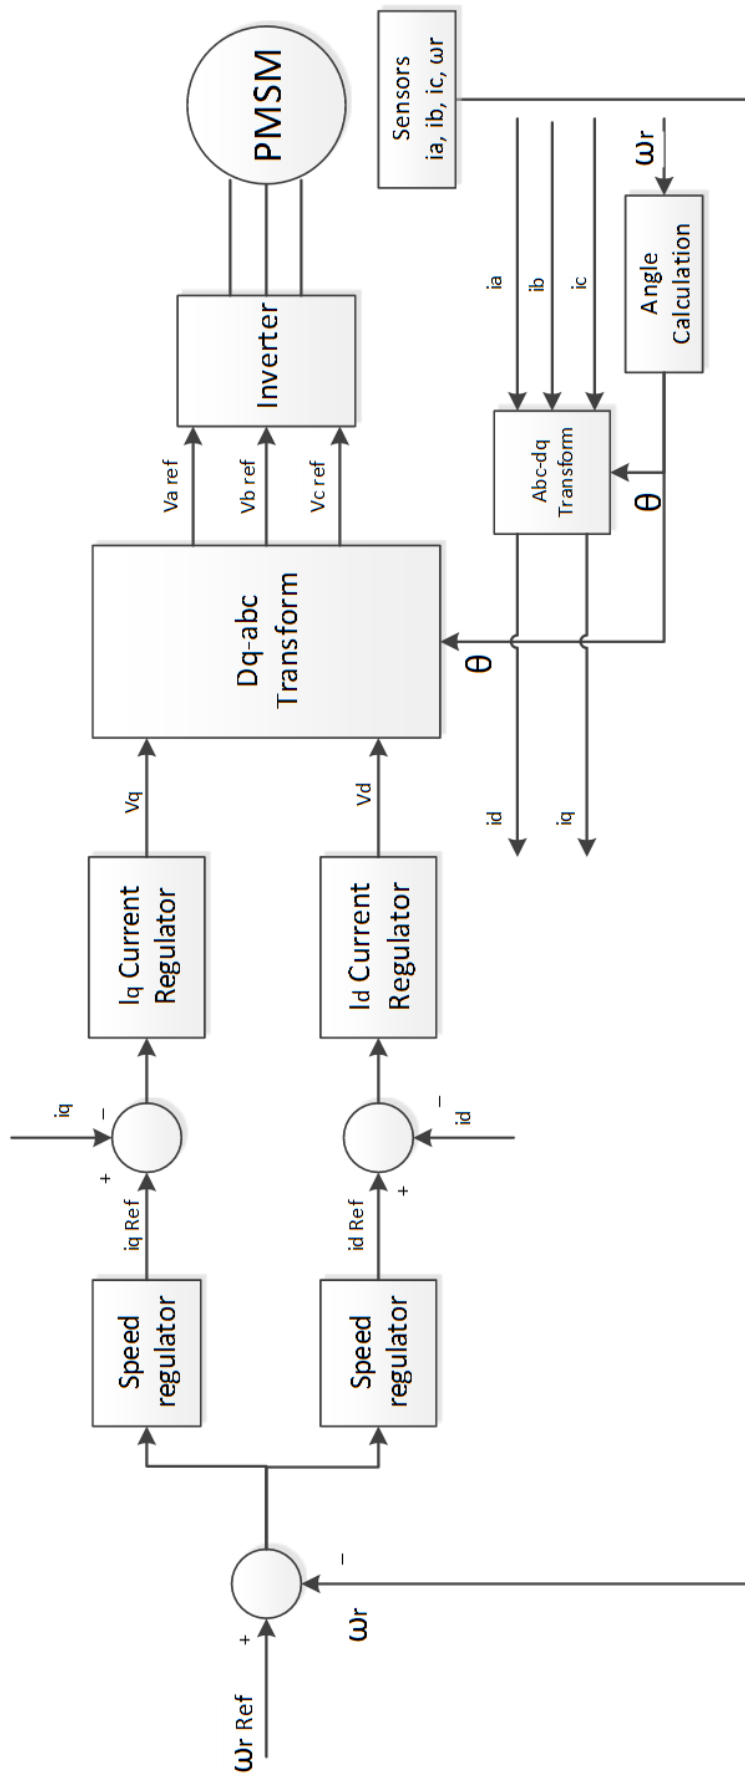 ωr Ref
+
−
ωr
Speed
regulator
Speed
regulator
iq Ref
id Ref
+
−
iq
+
−
id
Iq Current
Regulator
Id Current
Regulator
Vq
Vd
Dq-abc
Transform
θ
Va ref
Vb ref
Vc ref
Inverter
PMSM
Sensors
ia, ib, ic, ωr
ia
ib
ic
ωr
Angle
Calculation
Abc-dq
Transform
θ
id
iq